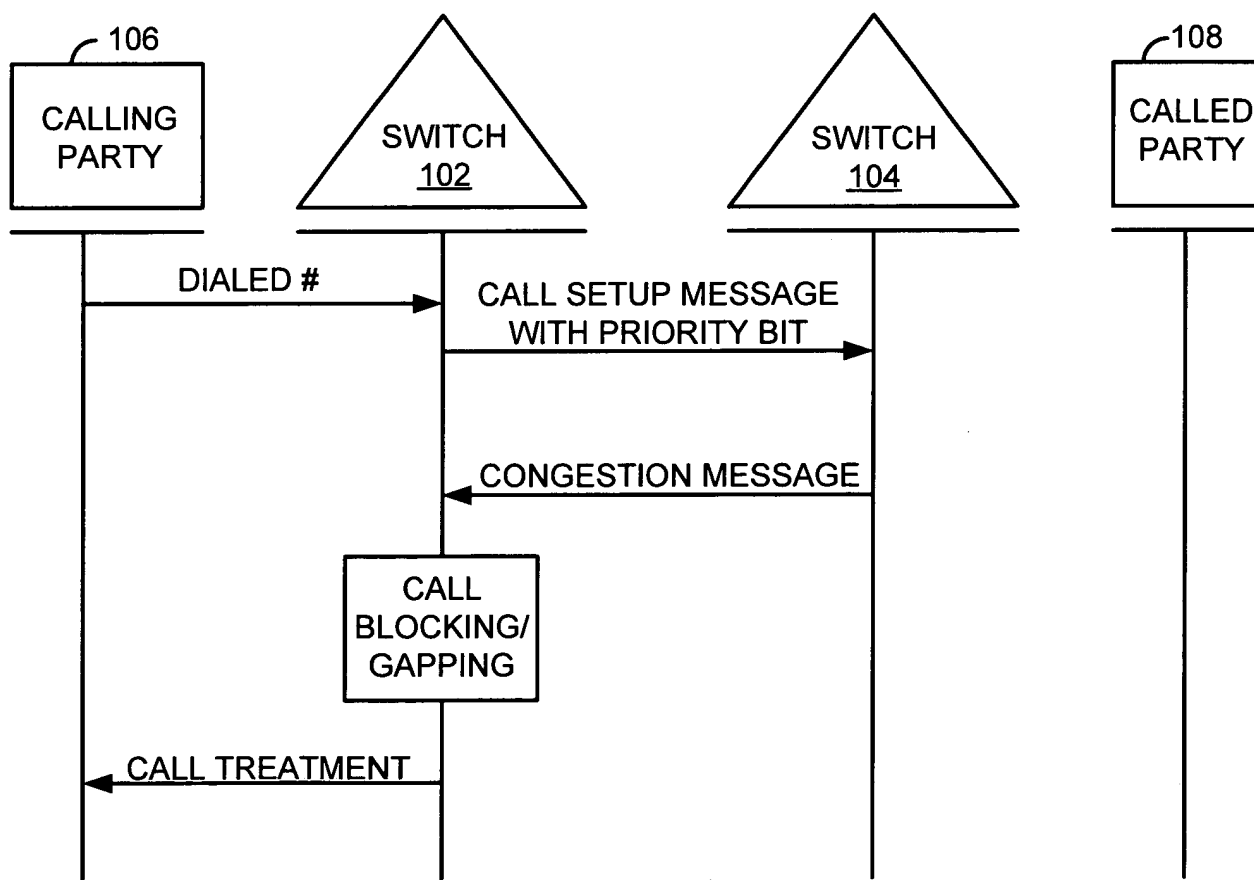 106
CALLING
PARTY
SWITCH
102
SWITCH
104
108
CALLED
PARTY
DIALED #
CALL SETUP MESSAGE
WITH PRIORITY BIT
CONGESTION MESSAGE
CALL
BLOCKING/
GAPPING
CALL TREATMENT